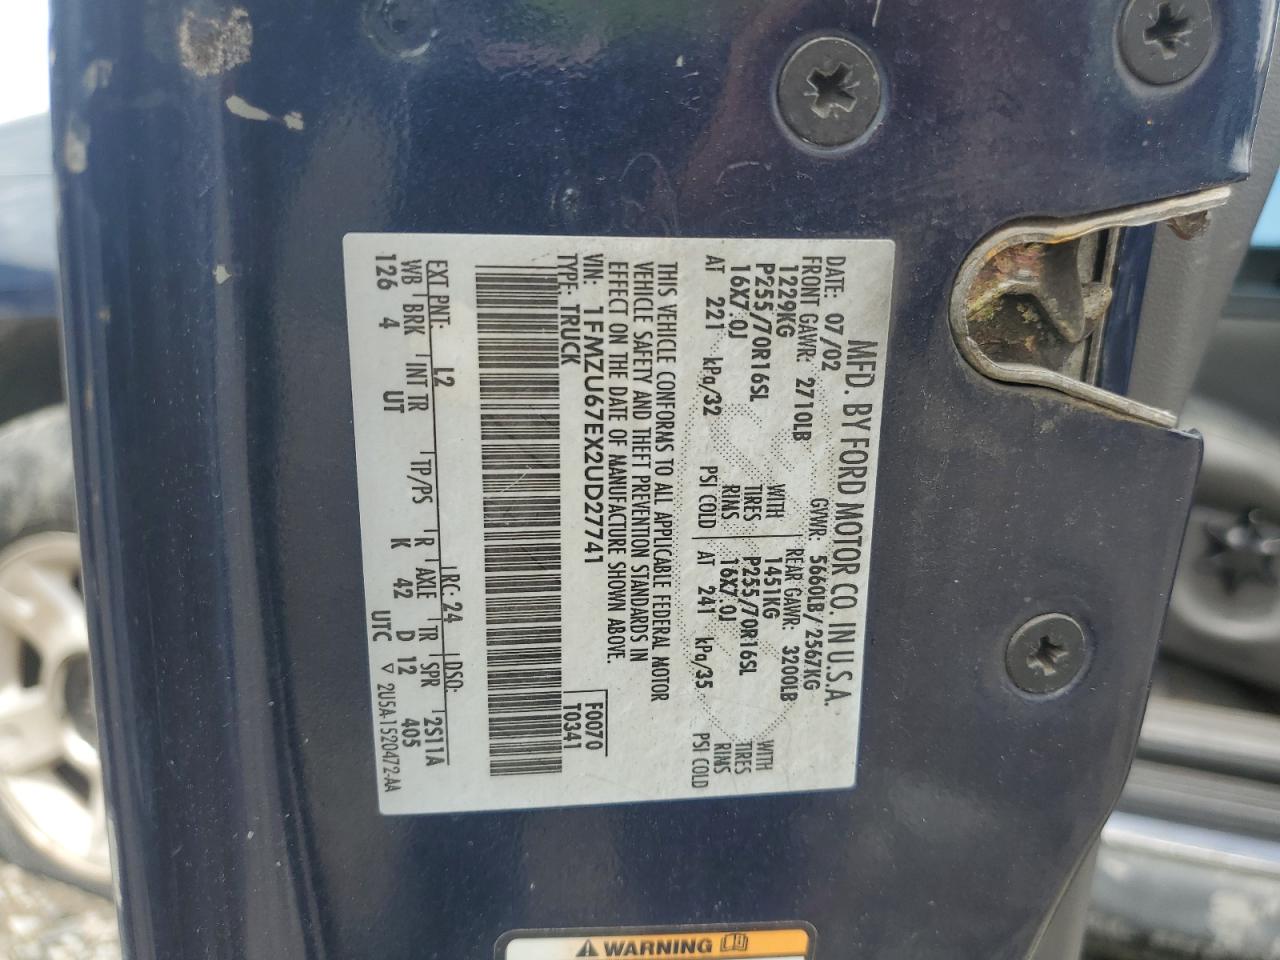 MFD. BY FORD MOTOR CO. IN U.S.A.
DATE: 07/02 GVWR: 5660LB/ 2567KG
FRONT GAWR: 2710LB REAR GAWR: 3200LB
1229KG WITH 1451KG WITH
P255/70R16SL TIRES P255/70R16SL TIRES
16X7.0J RIMS 16X7.0J RIMS
AT 221 kPa/32 PSI COLD AT 241 kPa/35 PSI COLD
THIS VEHICLE CONFORMS TO ALL APPLICABLE FEDERAL MOTOR
VEHICLE SAFETY AND THEFT PREVENTION STANDARDS IN
EFFECT ON THE DATE OF MANUFACTURE SHOWN ABOVE.
VIN: 1FMZU67EX2UD27741 F0070
TYPE: TRUCK T0341
EXT PNT: L2 RC: 24 DSO:
WB BRK INT TR TP/PS R AXLE TR SPR 2S11A
126 4 UT K 42 D 12 405
UTC ▽ 2U5A-1520472-AA
⚠ WARNING